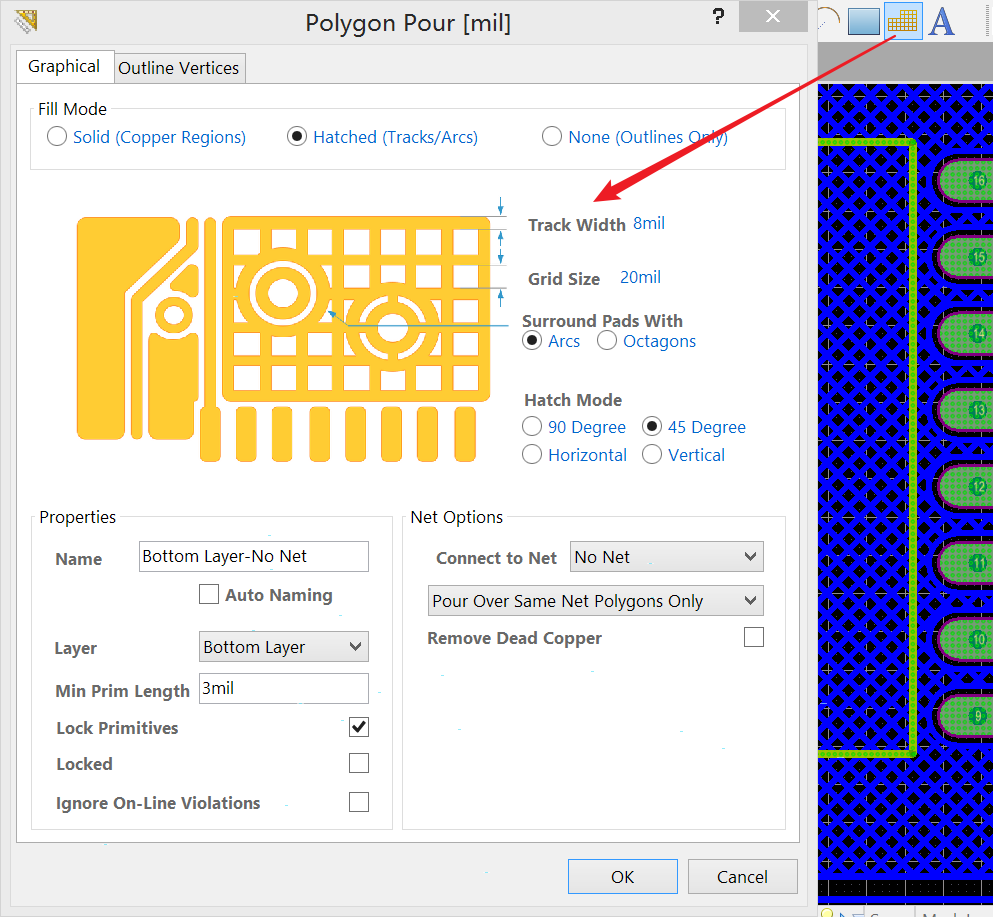 Polygon Pour [mil]
?
Graphical
Outline Vertices
Fill Mode
Solid (Copper Regions)
Hatched (Tracks/Arcs)
None (Outlines Only)
Track Width 8mil
Grid Size 20mil
Surround Pads With
Arcs
Octagons
Hatch Mode
90 Degree
45 Degree
Horizontal
Vertical
Properties
Name
Bottom Layer-No Net
Auto Naming
Layer
Bottom Layer
Min Prim Length
3mil
Lock Primitives
Locked
Ignore On-Line Violations
Net Options
Connect to Net
No Net
Pour Over Same Net Polygons Only
Remove Dead Copper
OK
Cancel
A
16
15
14
13
12
11
10
9